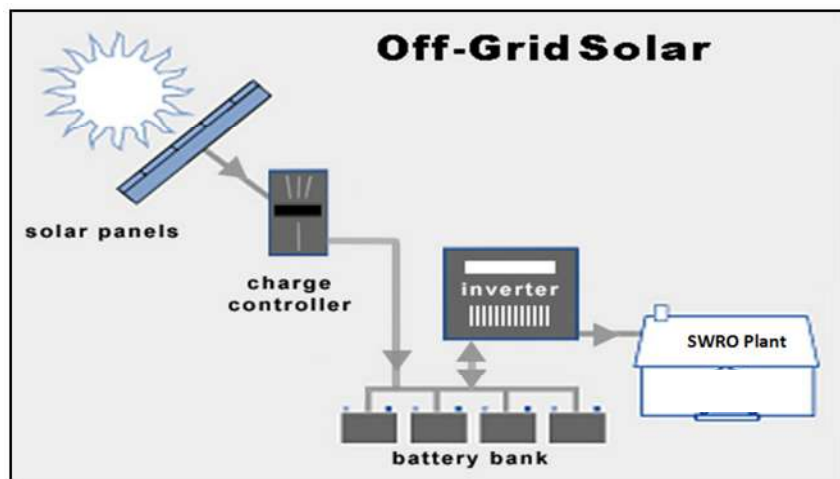 Off-Grid Solar
solar panels
charge
controller
inverter
SWRO Plant
battery bank